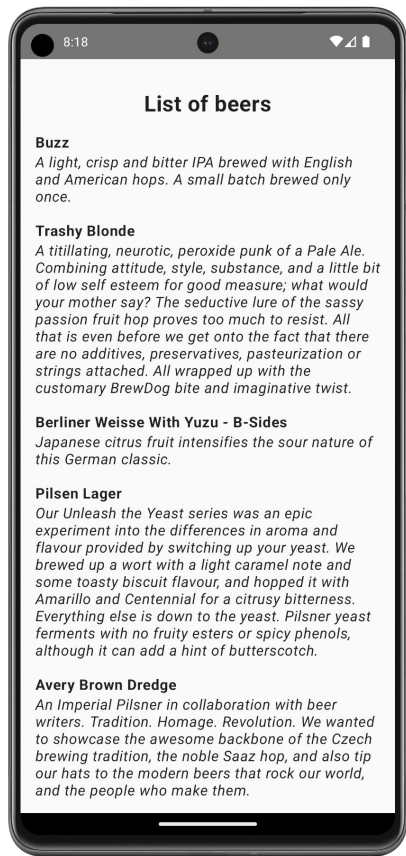 8:18
List of beers
Buzz
A light, crisp and bitter IPA brewed with English
and American hops. A small batch brewed only
once.
Trashy Blonde
A titillating, neurotic, peroxide punk of a Pale Ale.
Combining attitude, style, substance, and a little bit
of low self esteem for good measure; what would
your mother say? The seductive lure of the sassy
passion fruit hop proves too much to resist. All
that is even before we get onto the fact that there
are no additives, preservatives, pasteurization or
strings attached. All wrapped up with the
customary BrewDog bite and imaginative twist.
Berliner Weisse With Yuzu - B-Sides
Japanese citrus fruit intensifies the sour nature of
this German classic.
Pilsen Lager
Our Unleash the Yeast series was an epic
experiment into the differences in aroma and
flavour provided by switching up your yeast. We
brewed up a wort with a light caramel note and
some toasty biscuit flavour, and hopped it with
Amarillo and Centennial for a citrusy bitterness.
Everything else is down to the yeast. Pilsner yeast
ferments with no fruity esters or spicy phenols,
although it can add a hint of butterscotch.
Avery Brown Dredge
An Imperial Pilsner in collaboration with beer
writers. Tradition. Homage. Revolution. We wanted
to showcase the awesome backbone of the Czech
brewing tradition, the noble Saaz hop, and also tip
our hats to the modern beers that rock our world,
and the people who make them.